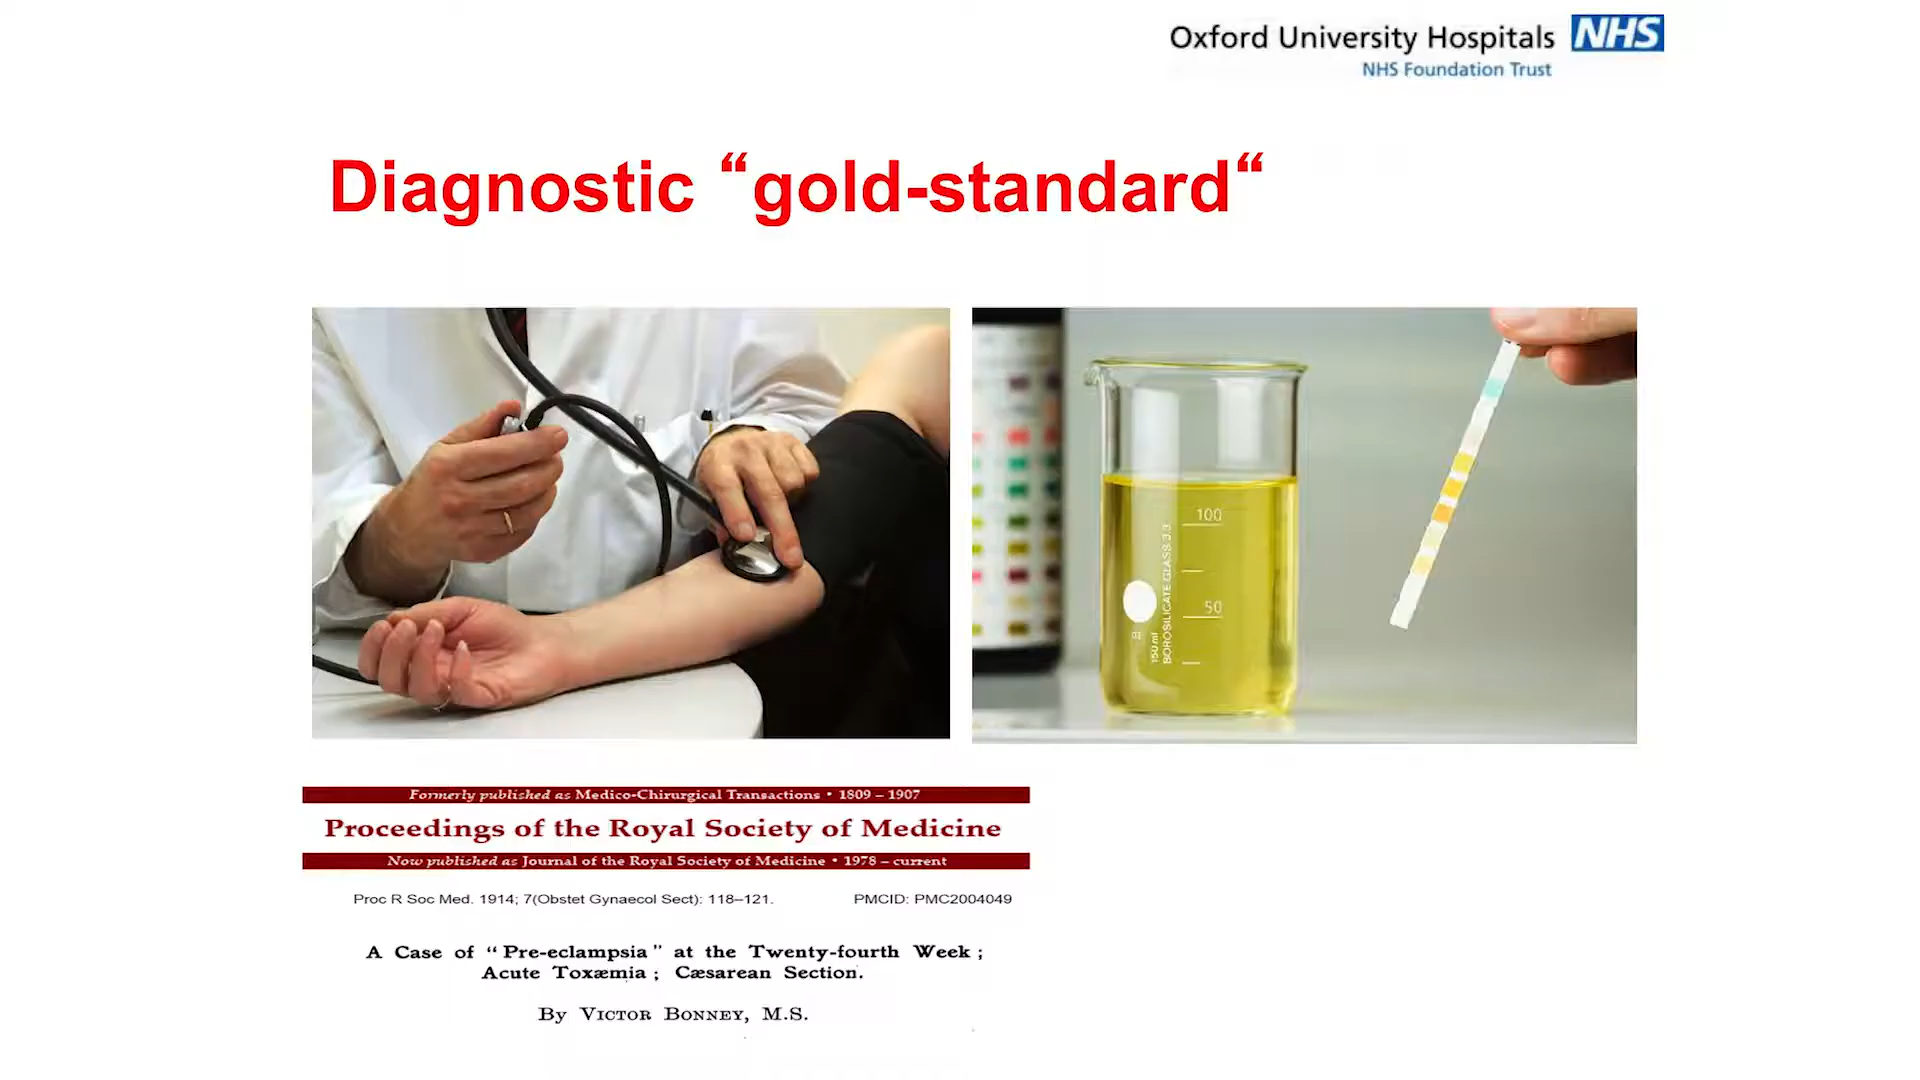 Oxford University Hospitals NHS
NHS Foundation Trust
Diagnostic “gold-standard“
100
50
150 ml
BOROSILICATE GLASS 3.3
Formerly published as Medico-Chirurgical Transactions • 1809 – 1907
Proceedings of the Royal Society of Medicine
Now published as Journal of the Royal Society of Medicine • 1978 – current
Proc R Soc Med. 1914; 7(Obstet Gynaecol Sect): 118–121. PMCID: PMC2004049
A Case of “Pre-eclampsia” at the Twenty-fourth Week ;
Acute Toxæmia ; Cæsarean Section.
By Victor Bonney, M.S.